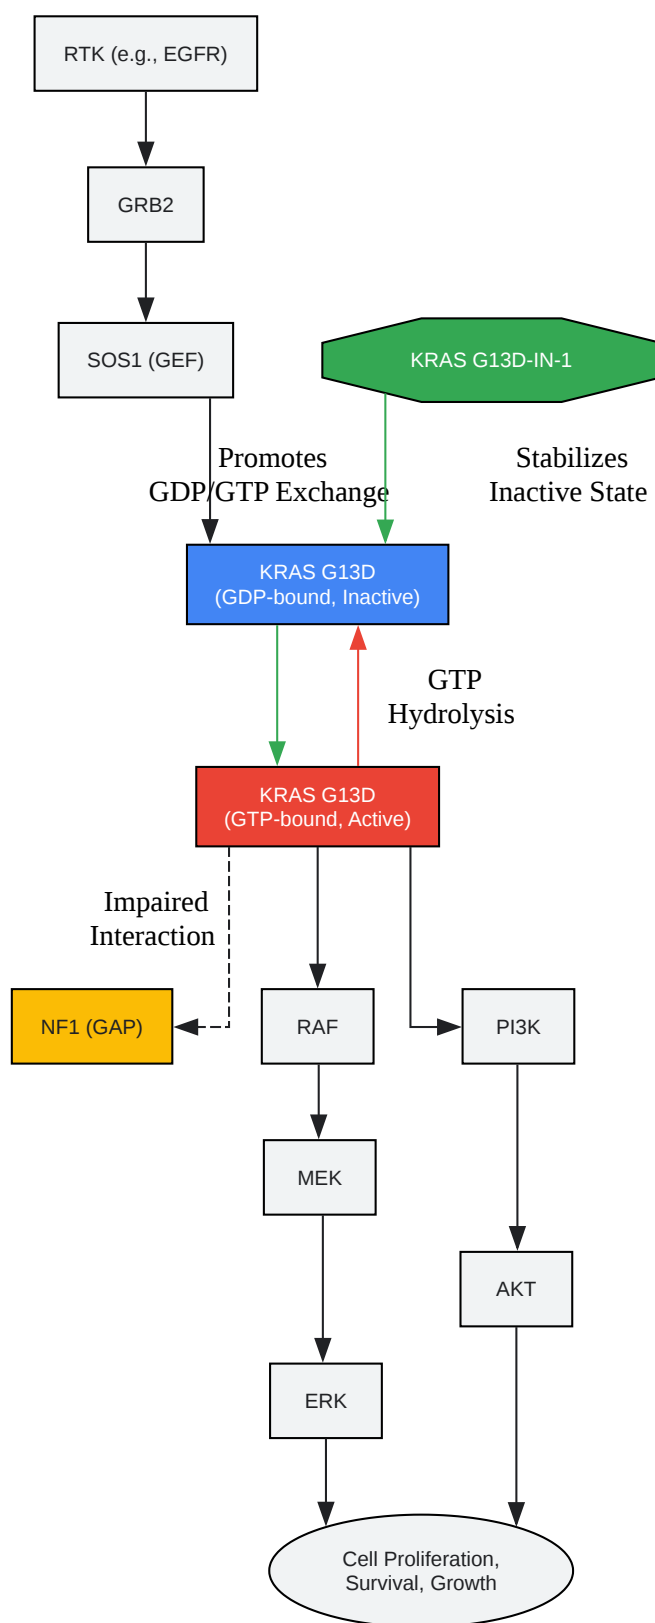 RTK (e.g., EGFR)
GRB2
SOS1 (GEF)
KRAS G13D-IN-1
Promotes
GDP/GTP Exchange
Stabilizes
Inactive State
KRAS G13D
(GDP-bound, Inactive)
GTP
Hydrolysis
KRAS G13D
(GTP-bound, Active)
Impaired
Interaction
NF1 (GAP)
RAF
PI3K
MEK
AKT
ERK
Cell Proliferation,
Survival, Growth